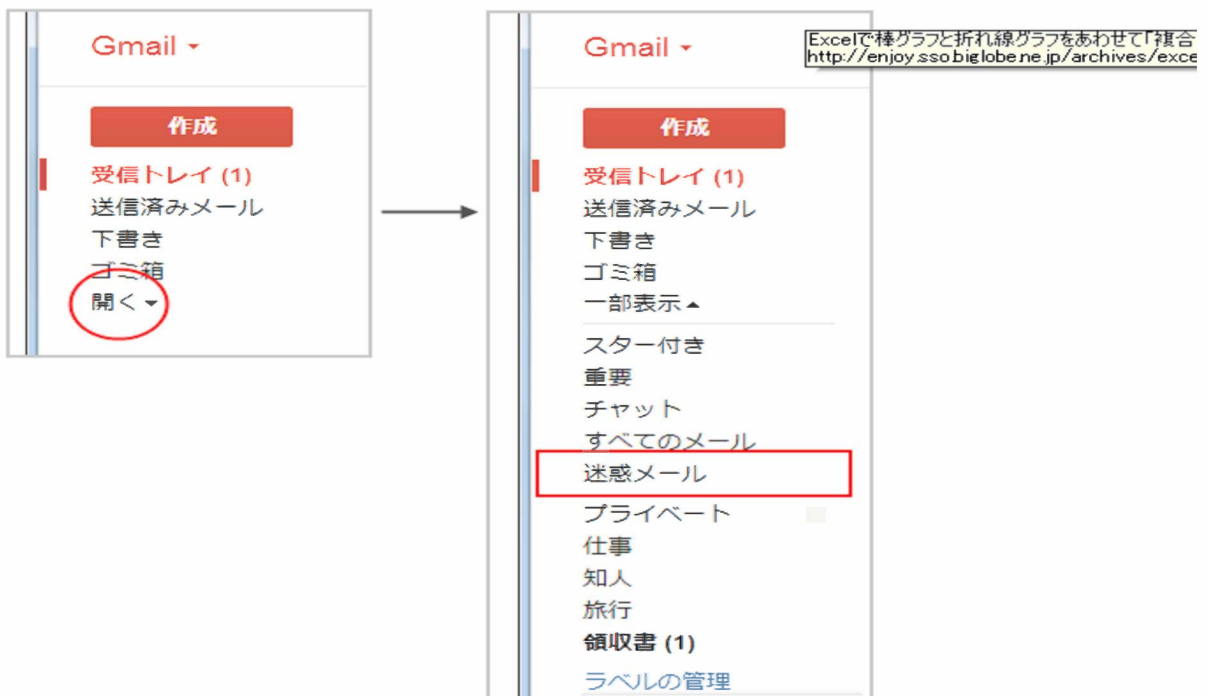 Gmail
作成
受信トレイ (1)
送信済みメール
下書き
ゴミ箱
開く
Gmail
作成
受信トレイ (1)
送信済みメール
下書き
ゴミ箱
一部表示
スター付き
重要
チャット
すべてのメール
迷惑メール
プライベート
仕事
知人
旅行
領収書 (1)
ラベルの管理
Excelで棒グラフと折れ線グラフをあわせて「複合
http://enjoy.sso.biglobe.ne.jp/archives/exce